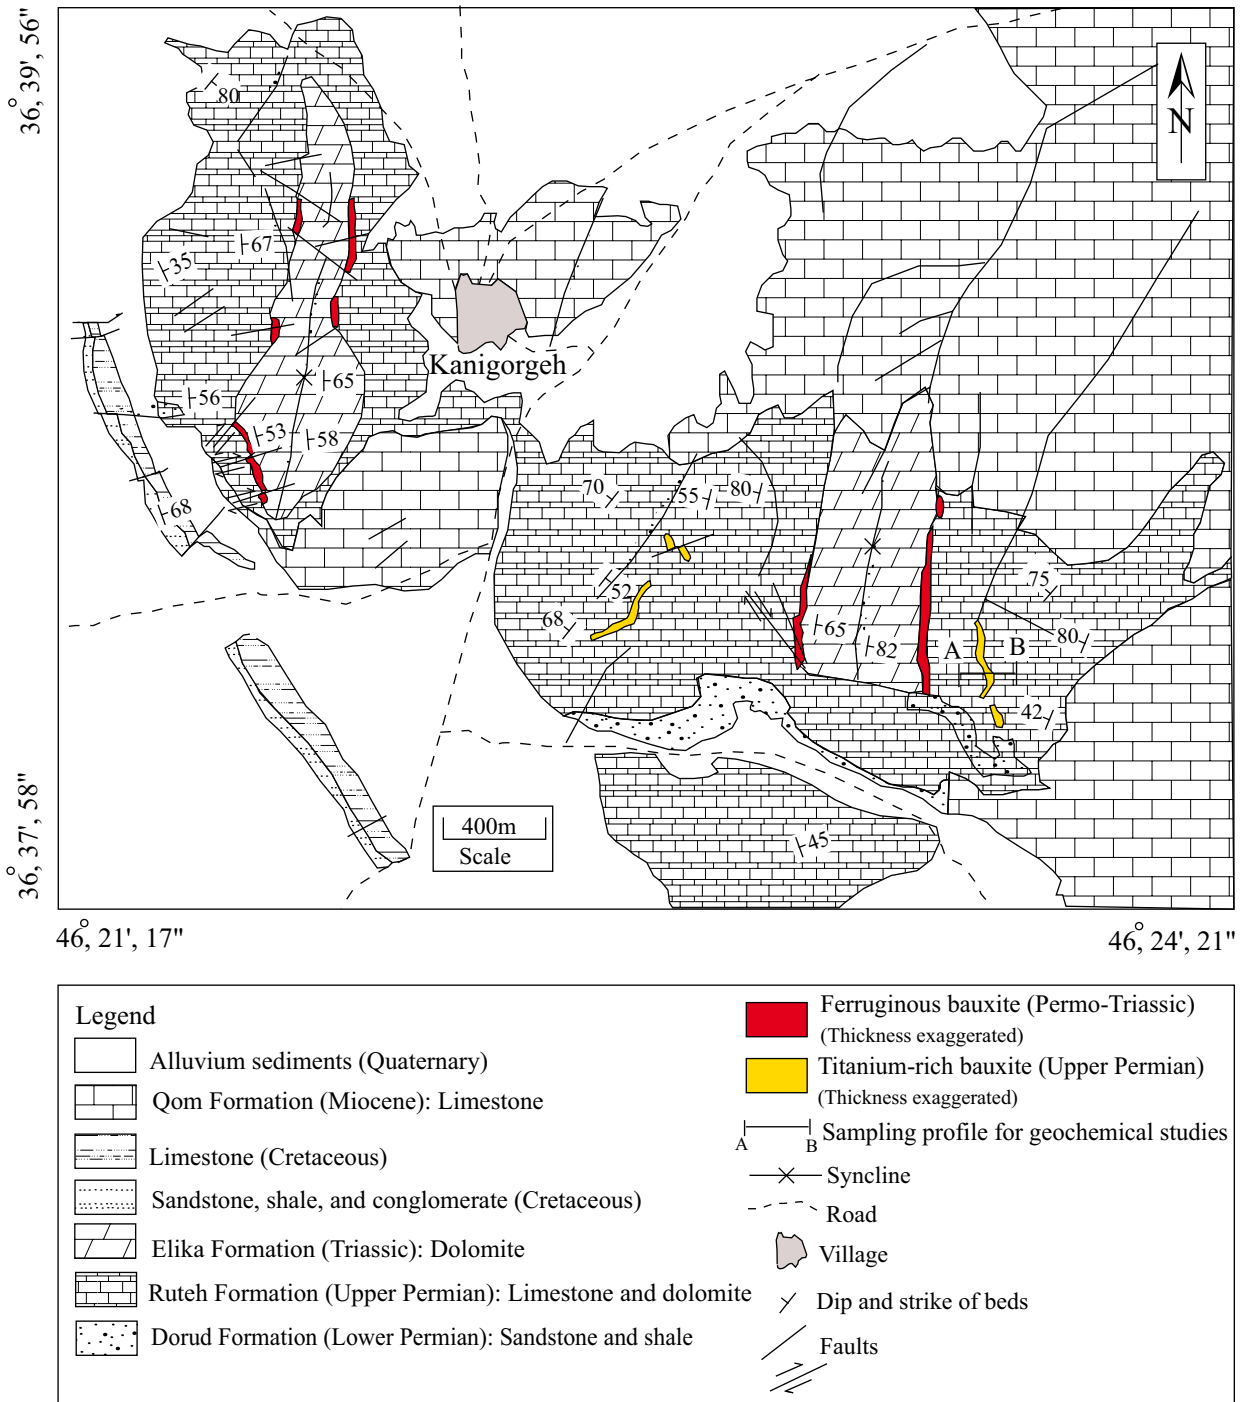 36°, 39', 56"
N
80
67
35
Kanigorgeh
65
56
53
58
68
70
55
80
52
75
68
65
82
80
A
B
42
400m
Scale
45
36°, 37', 58"
46°, 21', 17"
46°, 24', 21"
Legend
Alluvium sediments (Quaternary)
Qom Formation (Miocene): Limestone
Limestone (Cretaceous)
Sandstone, shale, and conglomerate (Cretaceous)
Elika Formation (Triassic): Dolomite
Ruteh Formation (Upper Permian): Limestone and dolomite
Dorud Formation (Lower Permian): Sandstone and shale
Ferruginous bauxite (Permo-Triassic)
(Thickness exaggerated)
Titanium-rich bauxite (Upper Permian)
(Thickness exaggerated)
A B Sampling profile for geochemical studies
Syncline
Road
Village
Dip and strike of beds
Faults